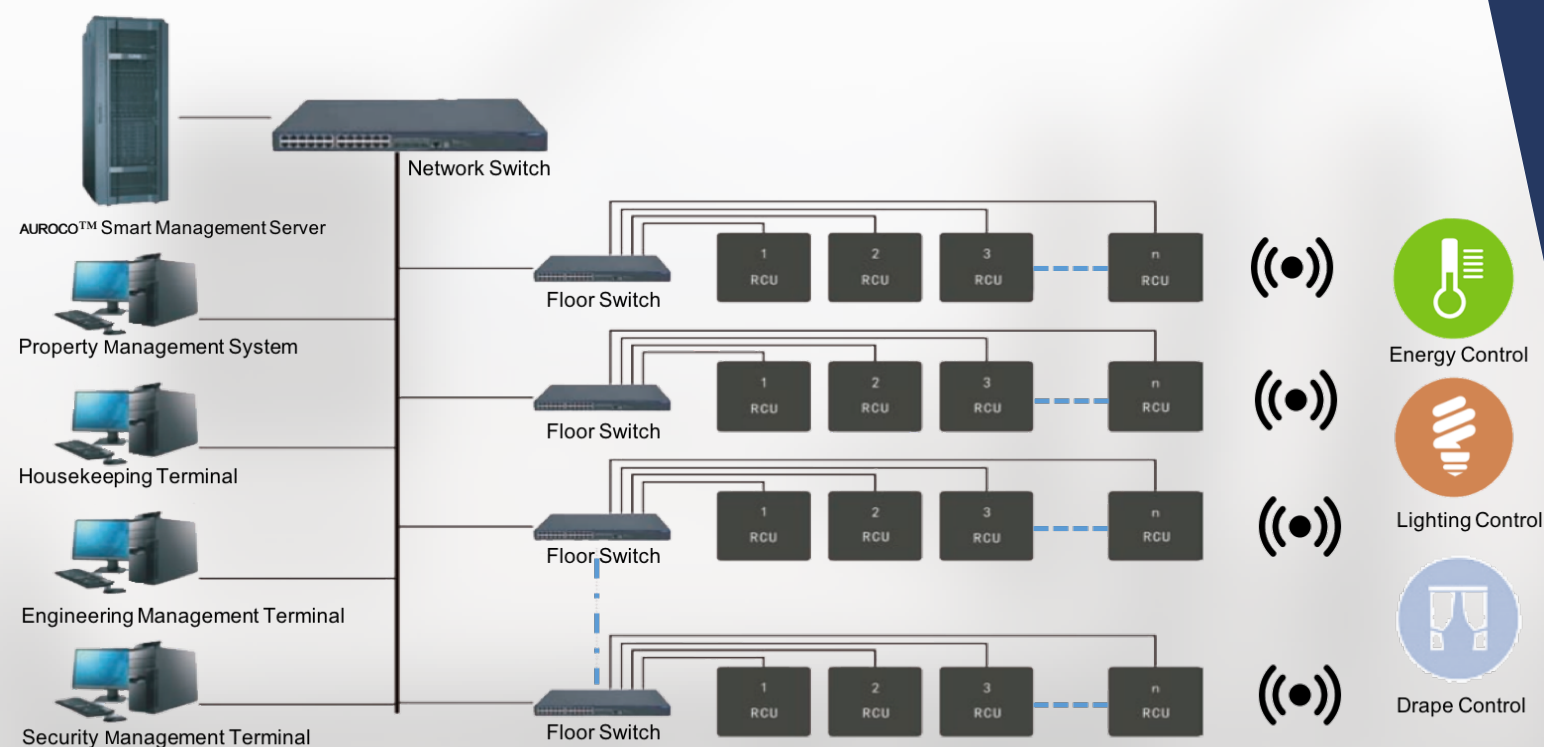 Network Switch
AUROCO™ Smart Management Server
Property Management System
Housekeeping Terminal
Engineering Management Terminal
Security Management Terminal
Floor Switch
1
RCU
2
RCU
3
RCU
n
RCU
Floor Switch
1
RCU
2
RCU
3
RCU
n
RCU
Floor Switch
1
RCU
2
RCU
3
RCU
n
RCU
Floor Switch
1
RCU
2
RCU
3
RCU
n
RCU
Energy Control
Lighting Control
Drape Control